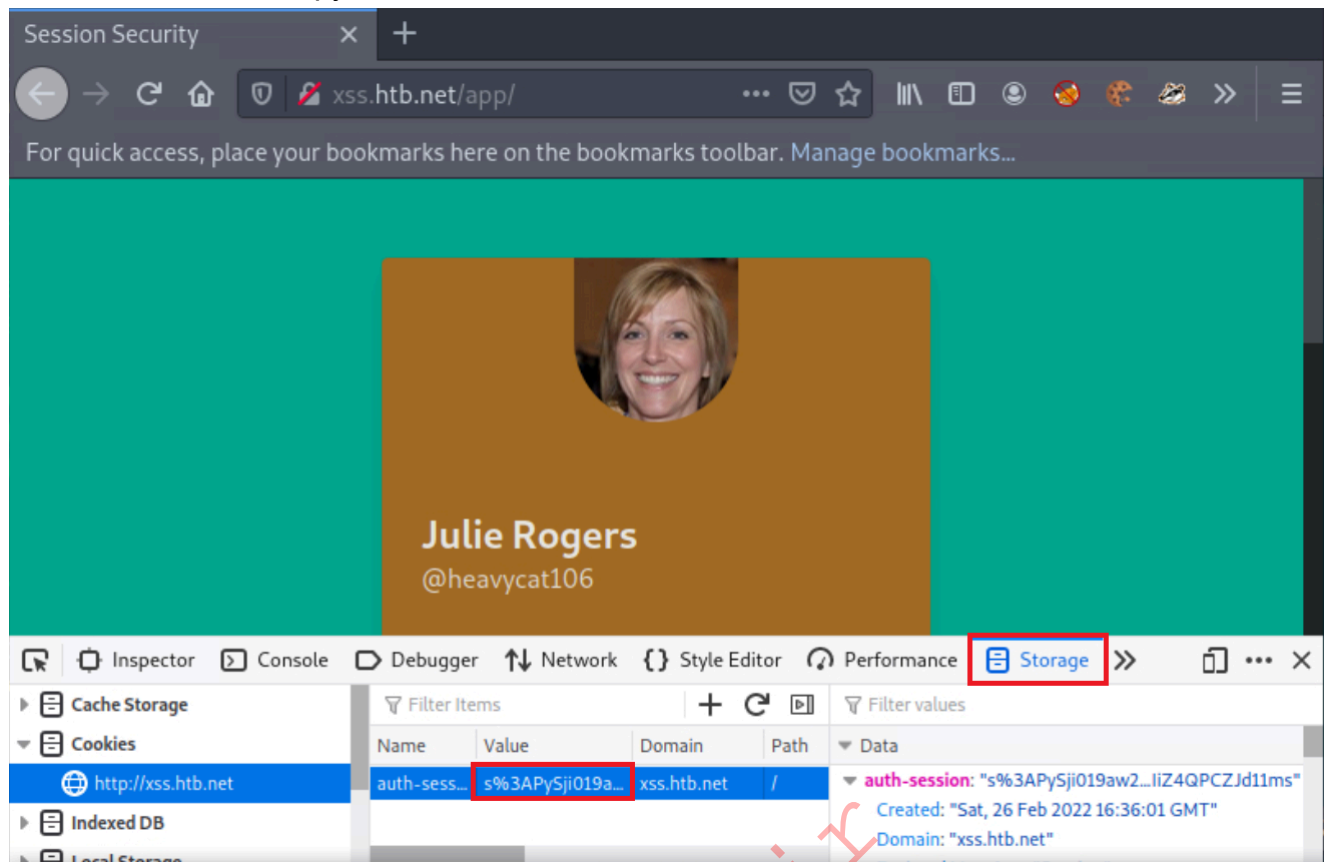 Session Security × +
xss.htb.net/app/
For quick access, place your bookmarks here on the bookmarks toolbar. Manage bookmarks...
Julie Rogers
@heavycat106
Inspector Console Debugger Network {} Style Editor Performance Storage
Cache Storage
Cookies
http://xss.htb.net
Indexed DB
Local Storage
Filter Items
Name Value Domain Path
auth-sess... s%3APySji019a... xss.htb.net /
Filter values
Data
auth-session: "s%3APySji019aw2...IiZ4QPCZJd11ms"
Created: "Sat, 26 Feb 2022 16:36:01 GMT"
Domain: "xss.htb.net"